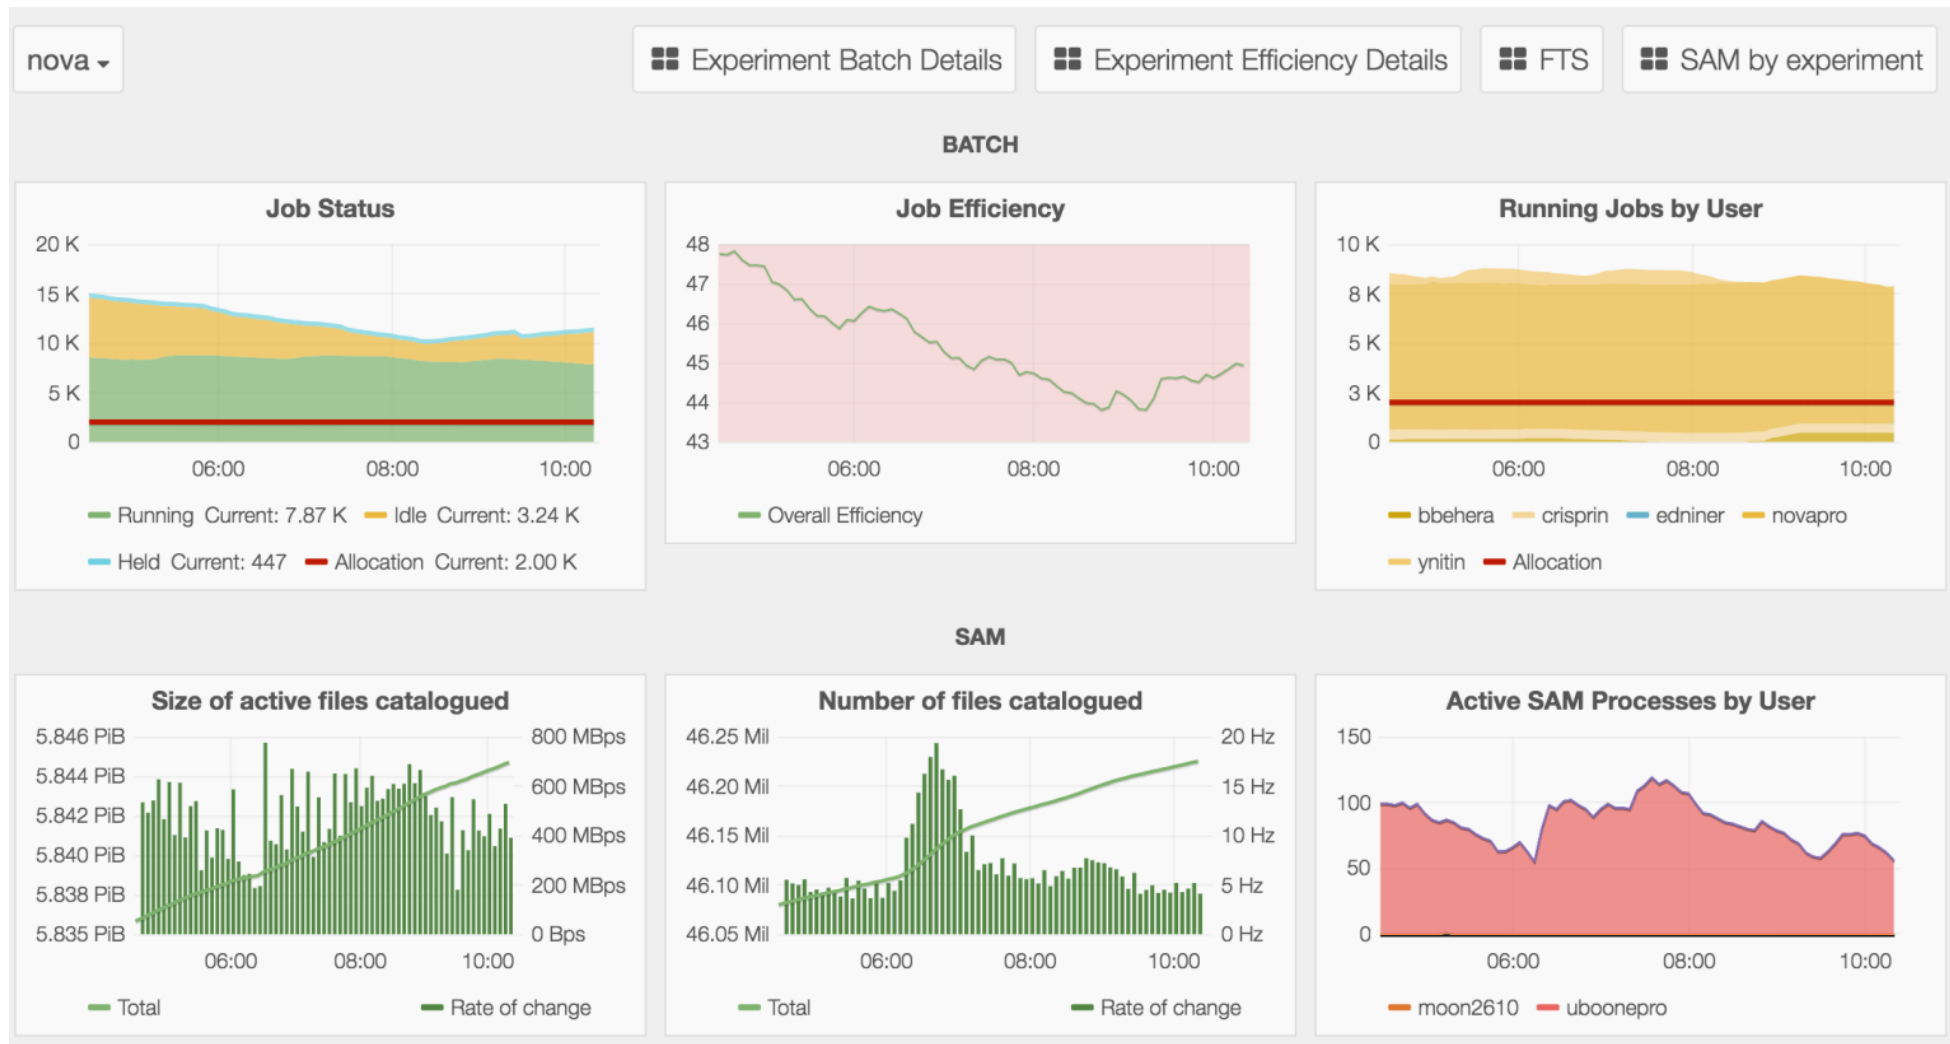 nova
Experiment Batch Details
Experiment Efficiency Details
FTS
SAM by experiment
BATCH
Job Status
20 K
15 K
10 K
5 K
0
06:00 08:00 10:00
Running Current: 7.87 K Idle Current: 3.24 K
Held Current: 447 Allocation Current: 2.00 K
Job Efficiency
48
47
46
45
44
43
06:00 08:00 10:00
Overall Efficiency
Running Jobs by User
10 K
8 K
5 K
3 K
0
06:00 08:00 10:00
bbehera crisprin edniner novapro
ynitin Allocation
SAM
Size of active files catalogued
5.846 PiB 800 MBps
5.844 PiB 600 MBps
5.842 PiB 400 MBps
5.840 PiB
5.838 PiB 200 MBps
5.835 PiB 0 Bps
06:00 08:00 10:00
Total Rate of change
Number of files catalogued
46.25 Mil 20 Hz
46.20 Mil 15 Hz
46.15 Mil 10 Hz
46.10 Mil 5 Hz
46.05 Mil 0 Hz
06:00 08:00 10:00
Total Rate of change
Active SAM Processes by User
150
100
50
0
06:00 08:00 10:00
moon2610 uboonepro